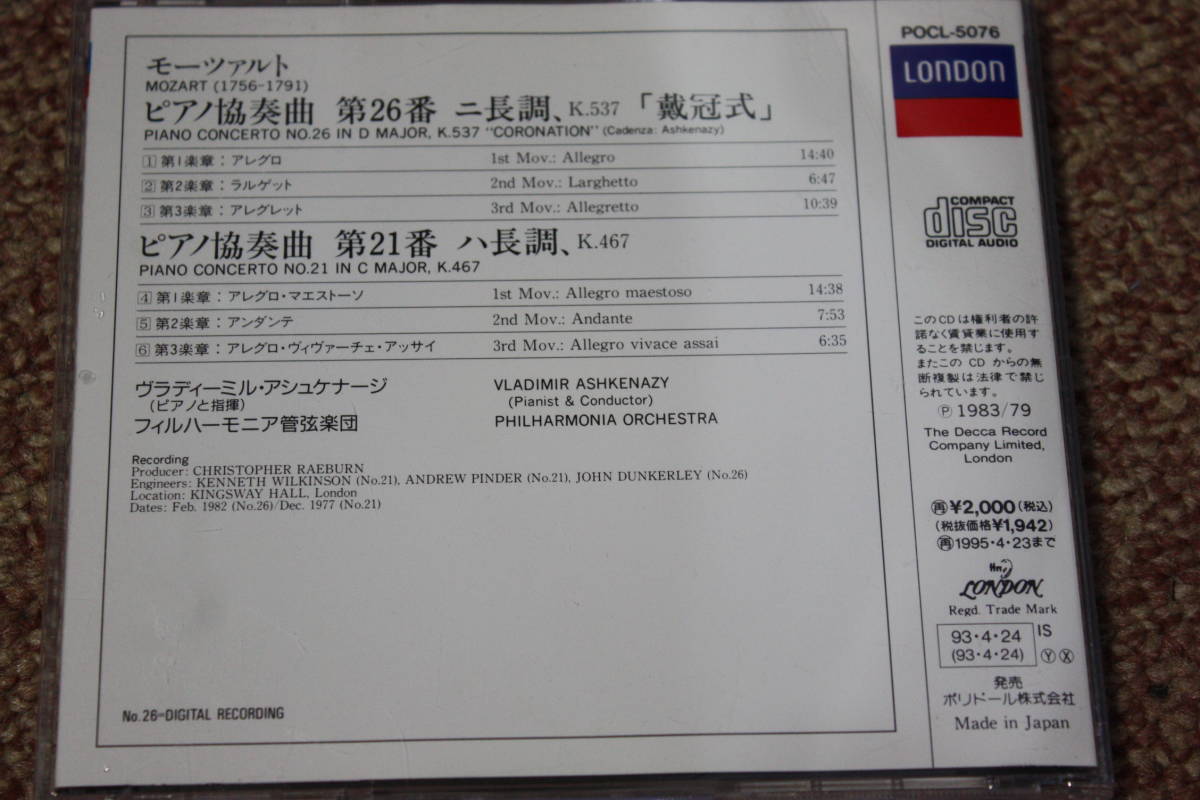 モーツァルト
MOZART (1756-1791)
ピアノ協奏曲 第26番 ニ長調、K.537 「戴冠式」
PIANO CONCERTO NO.26 IN D MAJOR, K.537 "CORONATION" (Cadenza: Ashkenazy)
1 第1楽章：アレグロ 1st Mov.: Allegro 14:40
2 第2楽章：ラルゲット 2nd Mov.: Larghetto 6:47
3 第3楽章：アレグレット 3rd Mov.: Allegretto 10:39
ピアノ協奏曲 第21番 ハ長調、K.467
PIANO CONCERTO NO.21 IN C MAJOR, K.467
4 第1楽章：アレグロ・マエストーソ 1st Mov.: Allegro maestoso 14:38
5 第2楽章：アンダンテ 2nd Mov.: Andante 7:53
6 第3楽章：アレグロ・ヴィヴァーチェ・アッサイ 3rd Mov.: Allegro vivace assai 6:35
ヴラディーミル・アシュケナージ VLADIMIR ASHKENAZY
(ピアノと指揮) (Pianist & Conductor)
フィルハーモニア管弦楽団 PHILHARMONIA ORCHESTRA
Recording
Producer: CHRISTOPHER RAEBURN
Engineers: KENNETH WILKINSON (No.21), ANDREW PINDER (No.21), JOHN DUNKERLEY (No.26)
Location: KINGSWAY HALL, London
Dates: Feb. 1982 (No.26)/Dec. 1977 (No.21)
No.26=DIGITAL RECORDING
POCL-5076
LONDON
COMPACT
disc
DIGITAL AUDIO
このCDは権利者の許
諾なく賃貸業に使用す
ることを禁じます。
またこの CD からの無
断複製は法律で禁じ
られています。
Ⓟ 1983/79
The Decca Record
Company Limited,
London
㊢¥2,000(税込)
(税抜価格¥1,942)
㊢1995・4・23まで
LONDON
Regd. Trade Mark
93・4・24 IS
(93・4・24) Ⓨ Ⓧ
発売
ポリドール株式会社
Made in Japan